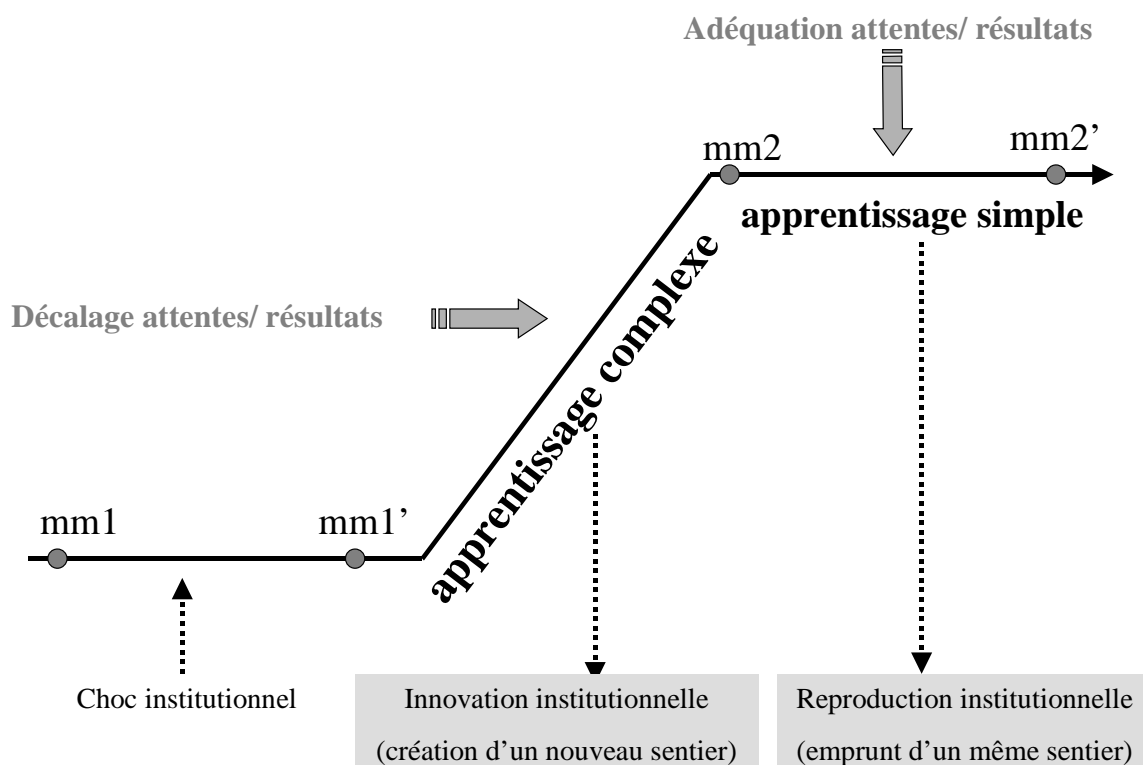 Adéquation attentes/ résultats
mm2
mm2’
apprentissage simple
Décalage attentes/ résultats
apprentissage complexe
mm1
mm1’
Choc institutionnel
Innovation institutionnelle
(création d’un nouveau sentier)
Reproduction institutionnelle
(emprunt d’un même sentier)